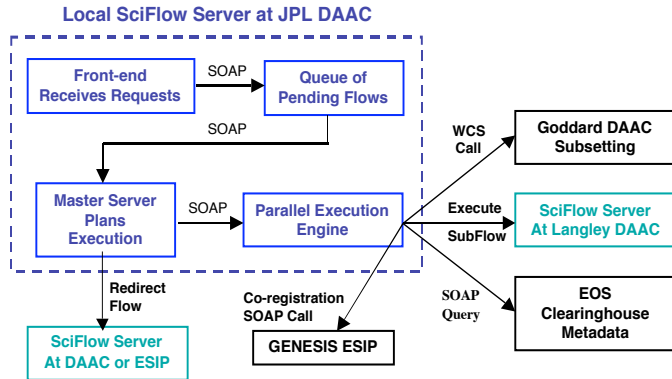 Local SciFlow Server at JPL DAAC
Front-end
Receives Requests
SOAP
Queue of
Pending Flows
SOAP
Master Server
Plans
Execution
SOAP
Parallel Execution
Engine
WCS
Call
Goddard DAAC
Subsetting
Execute
SubFlow
SciFlow Server
At Langley DAAC
SOAP
Query
EOS
Clearinghouse
Metadata
Co-registration
SOAP Call
GENESIS ESIP
Redirect
Flow
SciFlow Server
At DAAC or ESIP